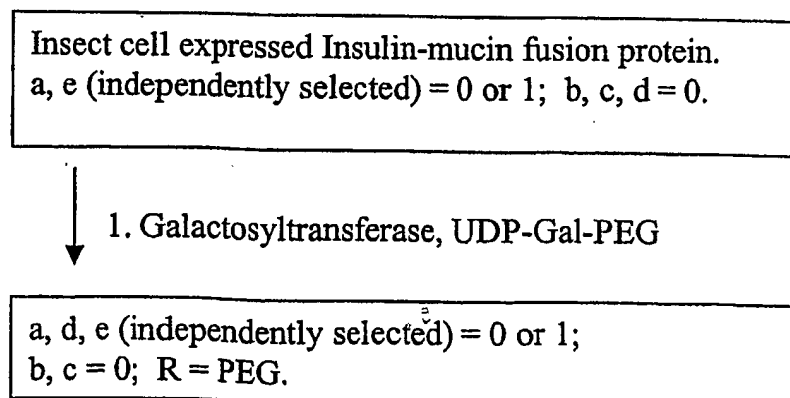 Insect cell expressed Insulin-mucin fusion protein.
a, e (independently selected) = 0 or 1; b, c, d = 0.
1. Galactosyltransferase, UDP-Gal-PEG
a, d, e (independently selected) = 0 or 1;
b, c = 0; R = PEG.